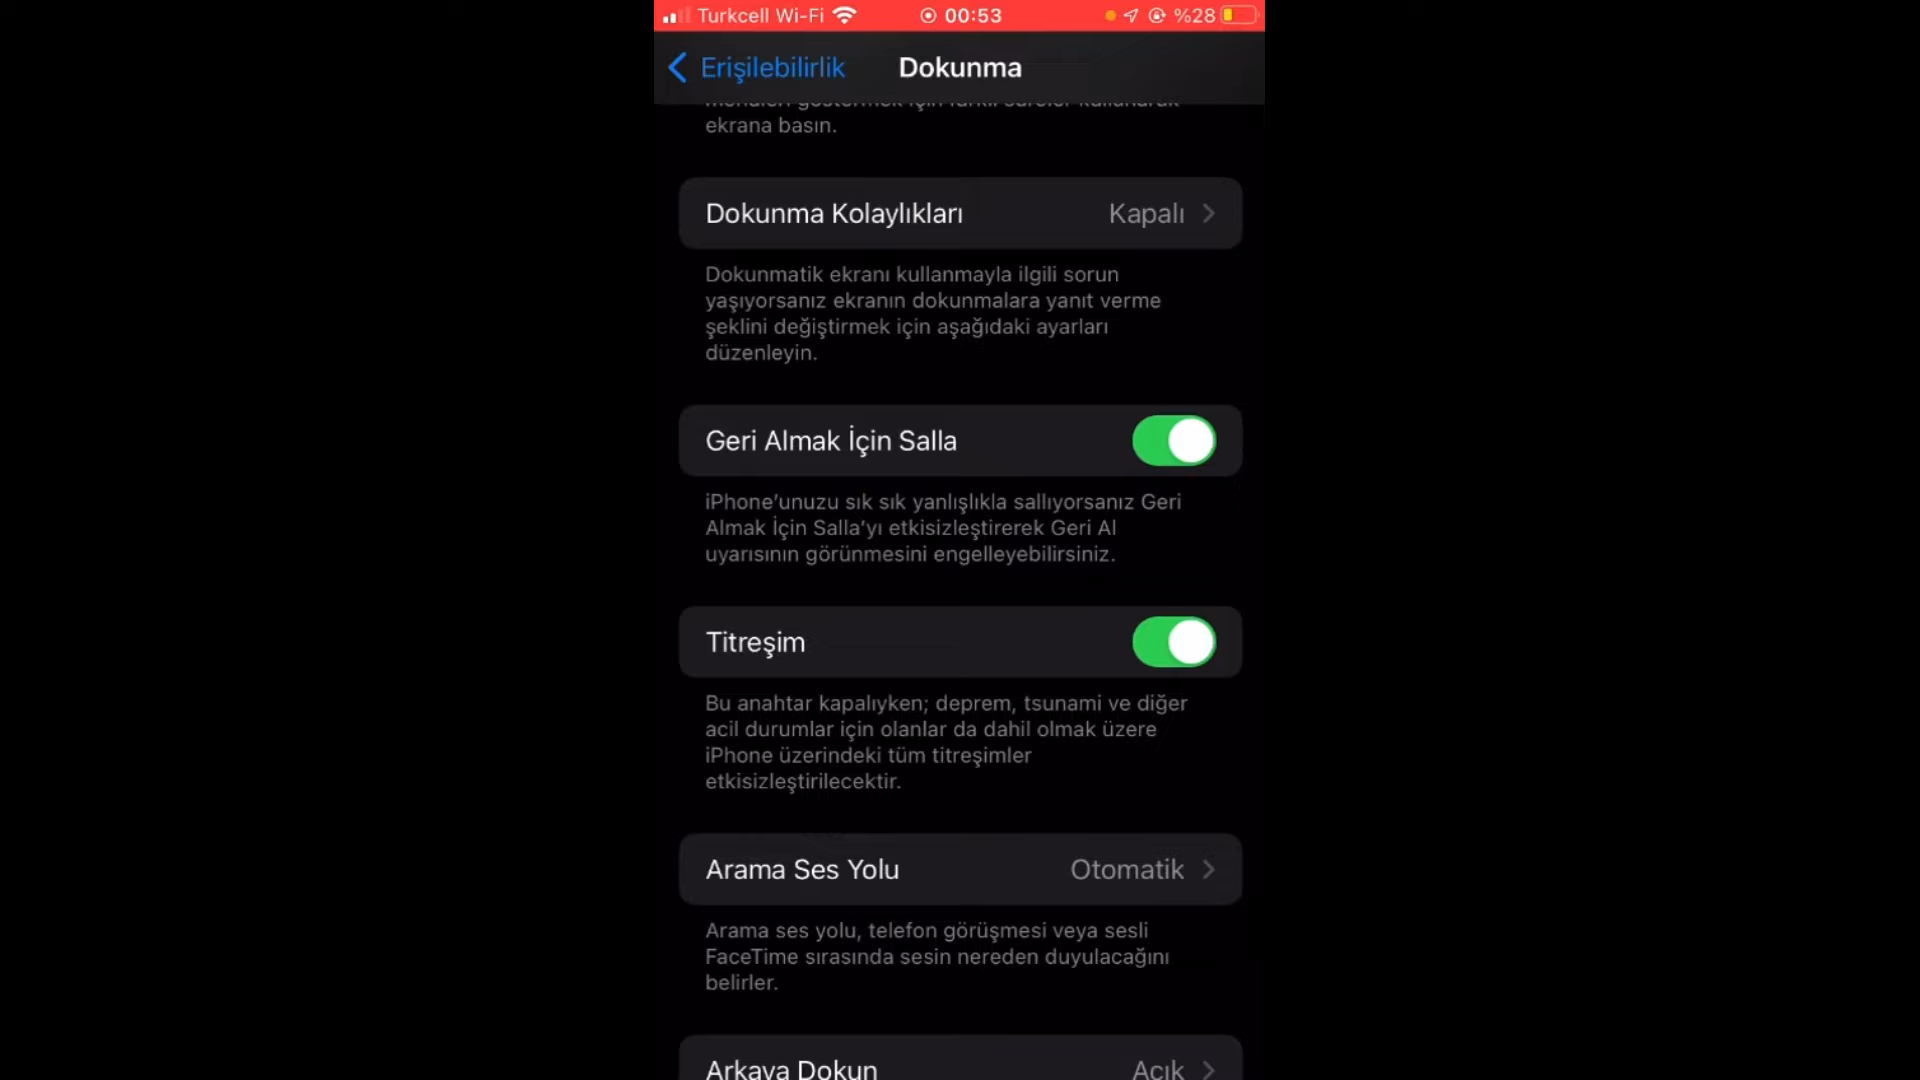 Turkcell Wi-Fi 00:53 %28
Erişilebilirlik Dokunma
ekrana basın.
Dokunma Kolaylıkları Kapalı
Dokunmatik ekranı kullanmayla ilgili sorun
yaşıyorsanız ekranın dokunmalara yanıt verme
şeklini değiştirmek için aşağıdaki ayarları
düzenleyin.
Geri Almak İçin Salla
iPhone’unuzu sık sık yanlışlıkla sallıyorsanız Geri
Almak İçin Salla’yı etkisizleştirerek Geri Al
uyarısının görünmesini engelleyebilirsiniz.
Titreşim
Bu anahtar kapalıyken; deprem, tsunami ve diğer
acil durumlar için olanlar da dahil olmak üzere
iPhone üzerindeki tüm titreşimler
etkisizleştirilecektir.
Arama Ses Yolu Otomatik
Arama ses yolu, telefon görüşmesi veya sesli
FaceTime sırasında sesin nereden duyulacağını
belirler.
Arkaya Dokun Açık